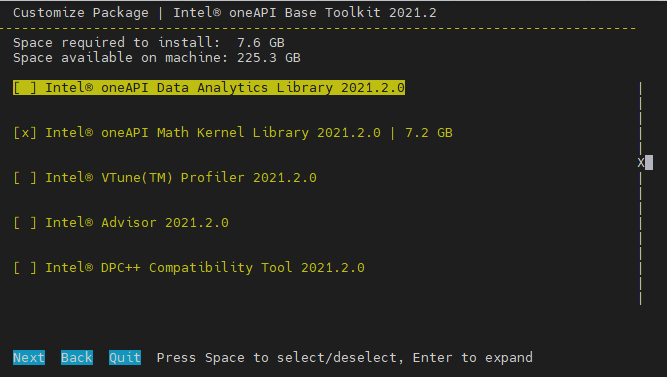 Customize Package | Intel® oneAPI Base Toolkit 2021.2
Space required to install:  7.6 GB
Space available on machine: 225.3 GB
[ ] Intel® oneAPI Data Analytics Library 2021.2.0
[x] Intel® oneAPI Math Kernel Library 2021.2.0 | 7.2 GB
X
[ ] Intel® VTune(TM) Profiler 2021.2.0
[ ] Intel® Advisor 2021.2.0
[ ] Intel® DPC++ Compatibility Tool 2021.2.0
Next  Back  Quit  Press Space to select/deselect, Enter to expand